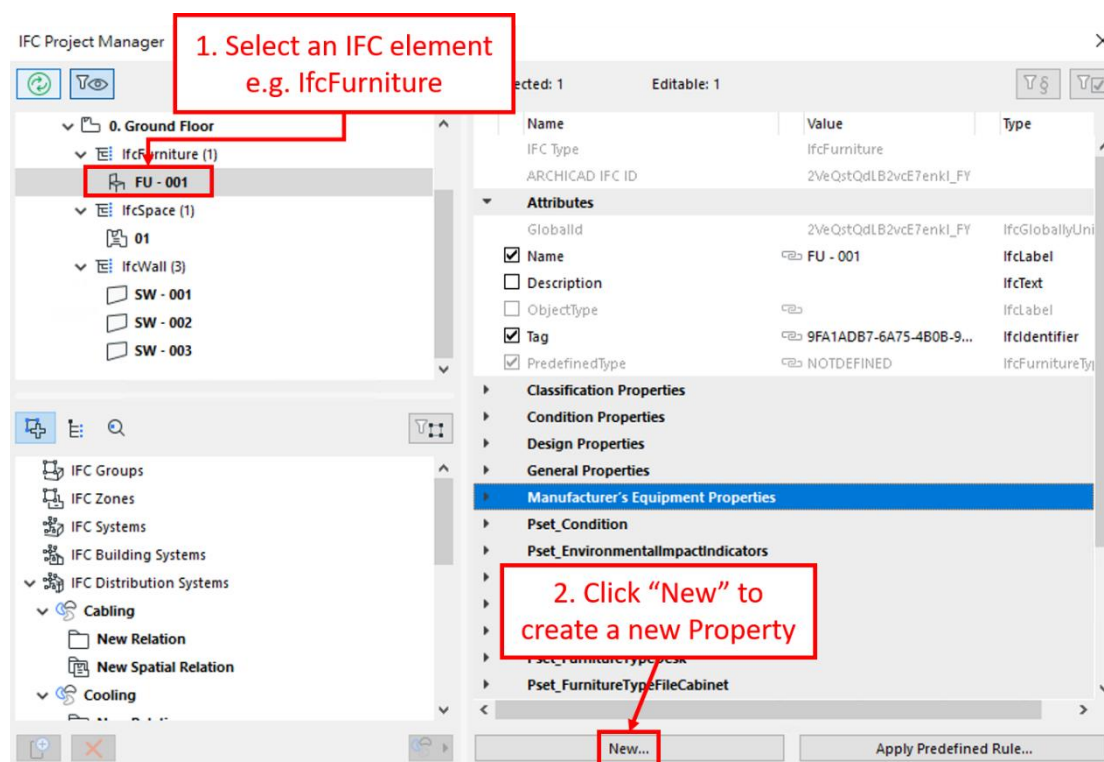 IFC Project Manager
1. Select an IFC element
e.g. IfcFurniture
ected: 1
Editable: 1
0. Ground Floor
IfcFurniture (1)
FU - 001
IfcSpace (1)
01
IfcWall (3)
SW - 001
SW - 002
SW - 003
IFC Groups
IFC Zones
IFC Systems
IFC Building Systems
IFC Distribution Systems
Cabling
New Relation
New Spatial Relation
Cooling
Name Value Type
IFC Type IfcFurniture
ARCHICAD IFC ID 2VeQstQdLB2vcE7enkI_FY
Attributes
GlobalId 2VeQstQdLB2vcE7enkI_FY IfcGloballyUni
Name FU - 001 IfcLabel
Description IfcText
ObjectType IfcLabel
Tag 9FA1ADB7-6A75-4B0B-9... IfcIdentifier
PredefinedType NOTDEFINED IfcFurnitureTy
Classification Properties
Condition Properties
Design Properties
General Properties
Manufacturer's Equipment Properties
Pset_Condition
Pset_EnvironmentalImpactIndicators
2. Click “New” to
create a new Property
Pset_FurnitureTypeDesk
Pset_FurnitureTypeFileCabinet
New...
Apply Predefined Rule...